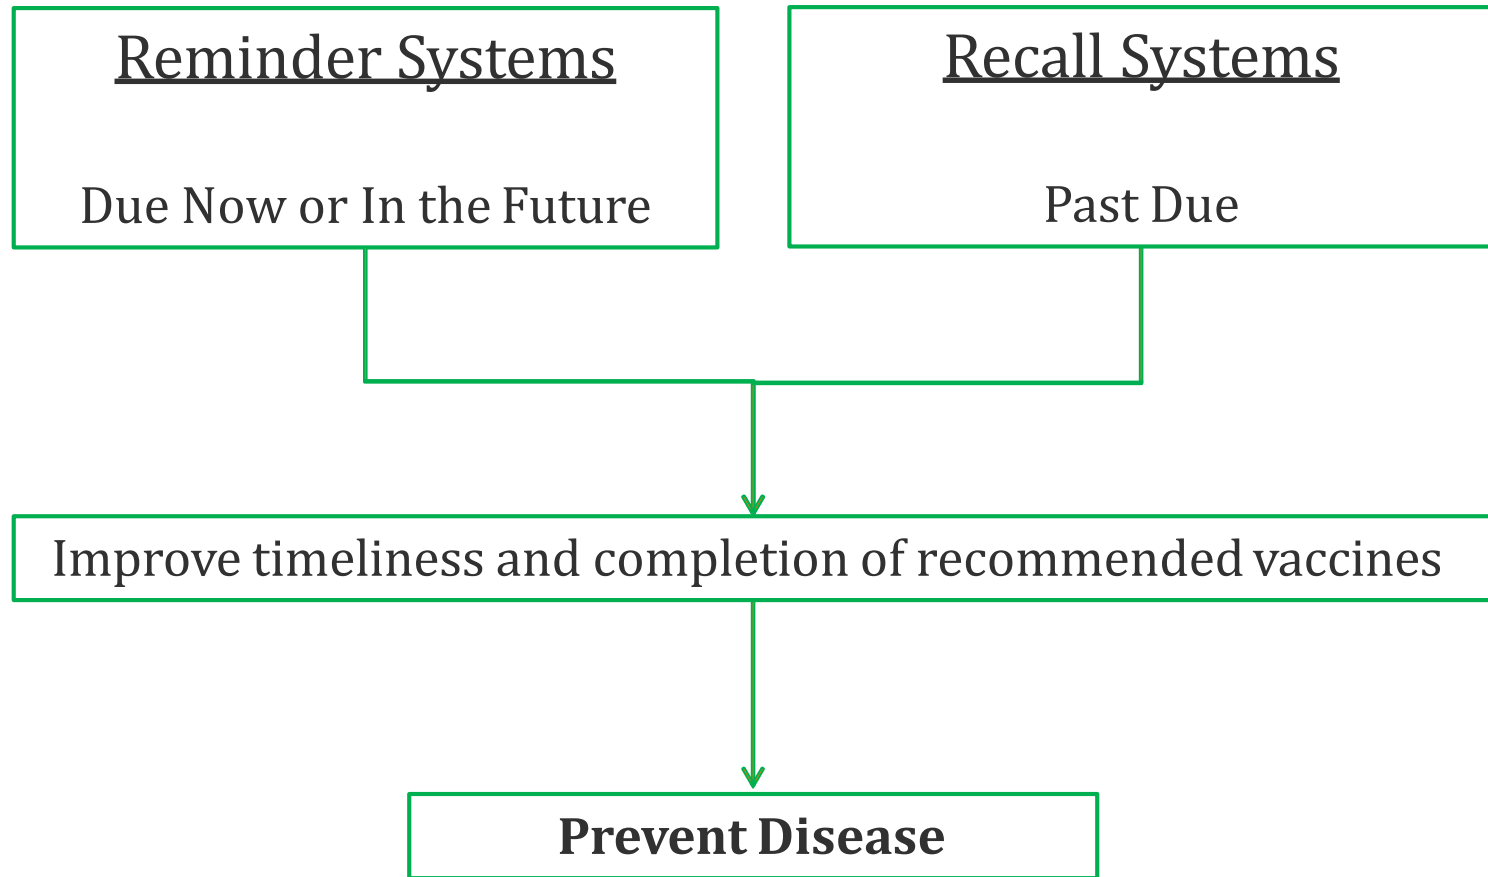 Reminder Systems
Due Now or In the Future
Recall Systems
Past Due
Improve timeliness and completion of recommended vaccines
Prevent Disease